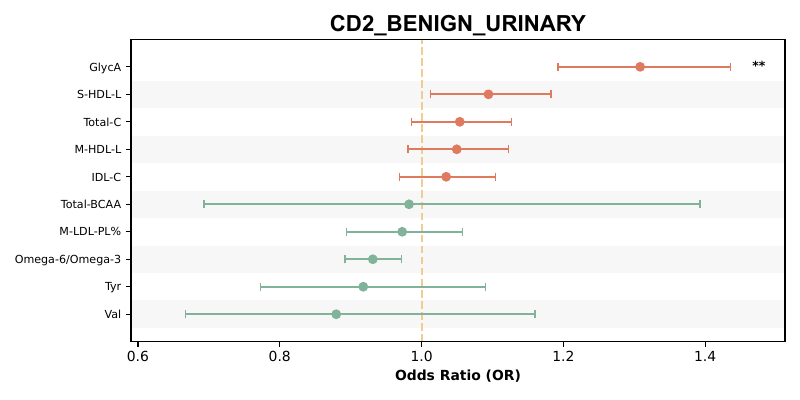 CD2_BENIGN_URINARY
GlycA
**
S-HDL-L
Total-C
M-HDL-L
IDL-C
Total-BCAA
M-LDL-PL%
Omega-6/Omega-3
Tyr
Val
0.6 0.8 1.0 1.2 1.4
Odds Ratio (OR)